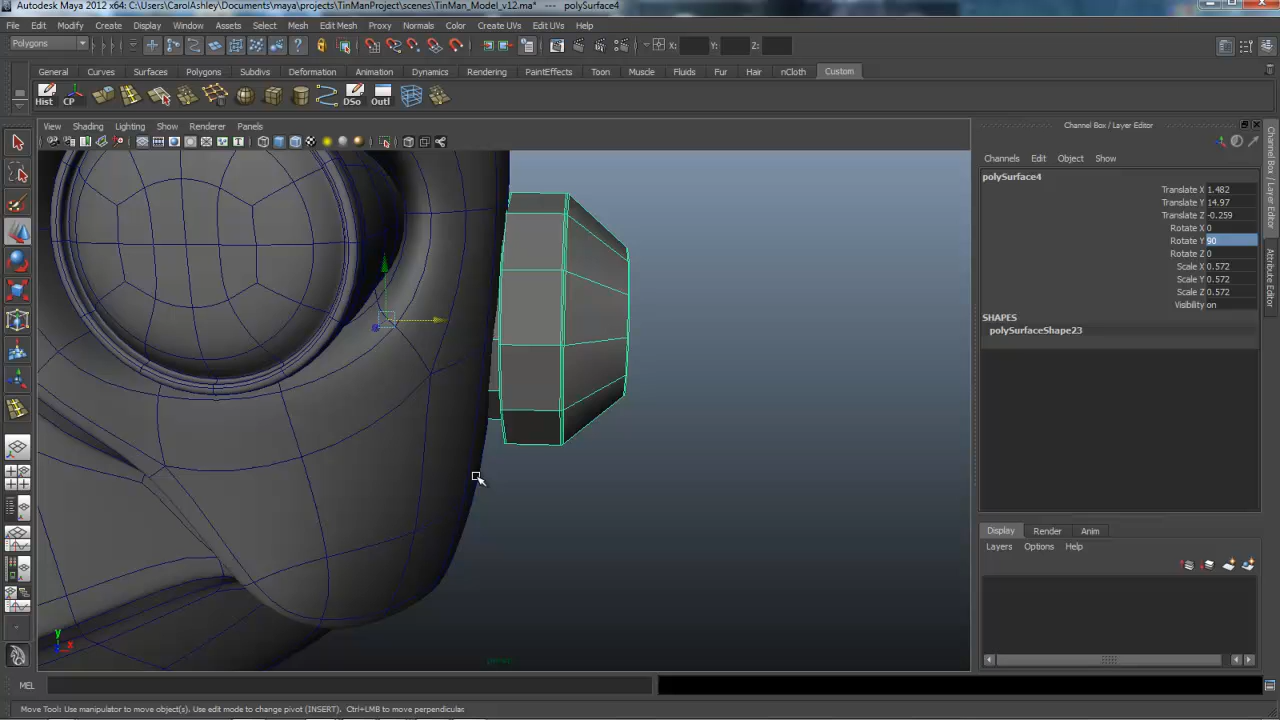 Autodesk Maya 2012 x64: C:\Users\CarolAshley\Documents\maya\projects\TinManProject\scenes\TinMan_Model_v12.ma* --- polySurface4
File Edit Modify Create Display Window Assets Select Mesh Edit Mesh Proxy Normals Color Create UVs Edit UVs Help
Polygons X: Y: Z:
General Curves Surfaces Polygons Subdivs Deformation Animation Dynamics Rendering PaintEffects Toon Muscle Fluids Fur Hair nCloth Custom
Hist CP DSo Outl
View Shading Lighting Show Renderer Panels
Channel Box / Layer Editor
Channels Edit Object Show
polySurface4
Translate X 1.482
Translate Y 14.97
Translate Z -0.259
Rotate X 0
Rotate Y 90
Rotate Z 0
Scale X 0.572
Scale Y 0.572
Scale Z 0.572
Visibility on
SHAPES
polySurfaceShape23
Channel Box / Layer Editor
Attribute Editor
Display Render Anim
Layers Options Help
y
x
MEL
Move Tool: Use manipulator to move object(s). Use edit mode to change pivot (INSERT). Ctrl+LMB to move perpendicular.